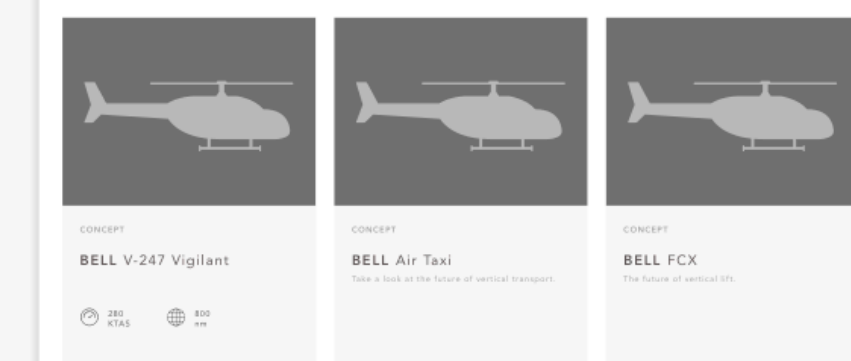 CONCEPT
BELL V-247 Vigilant
280
KTAS
800
nm
CONCEPT
BELL Air Taxi
Take a look at the future of vertical transport.
CONCEPT
BELL FCX
The future of vertical lift.